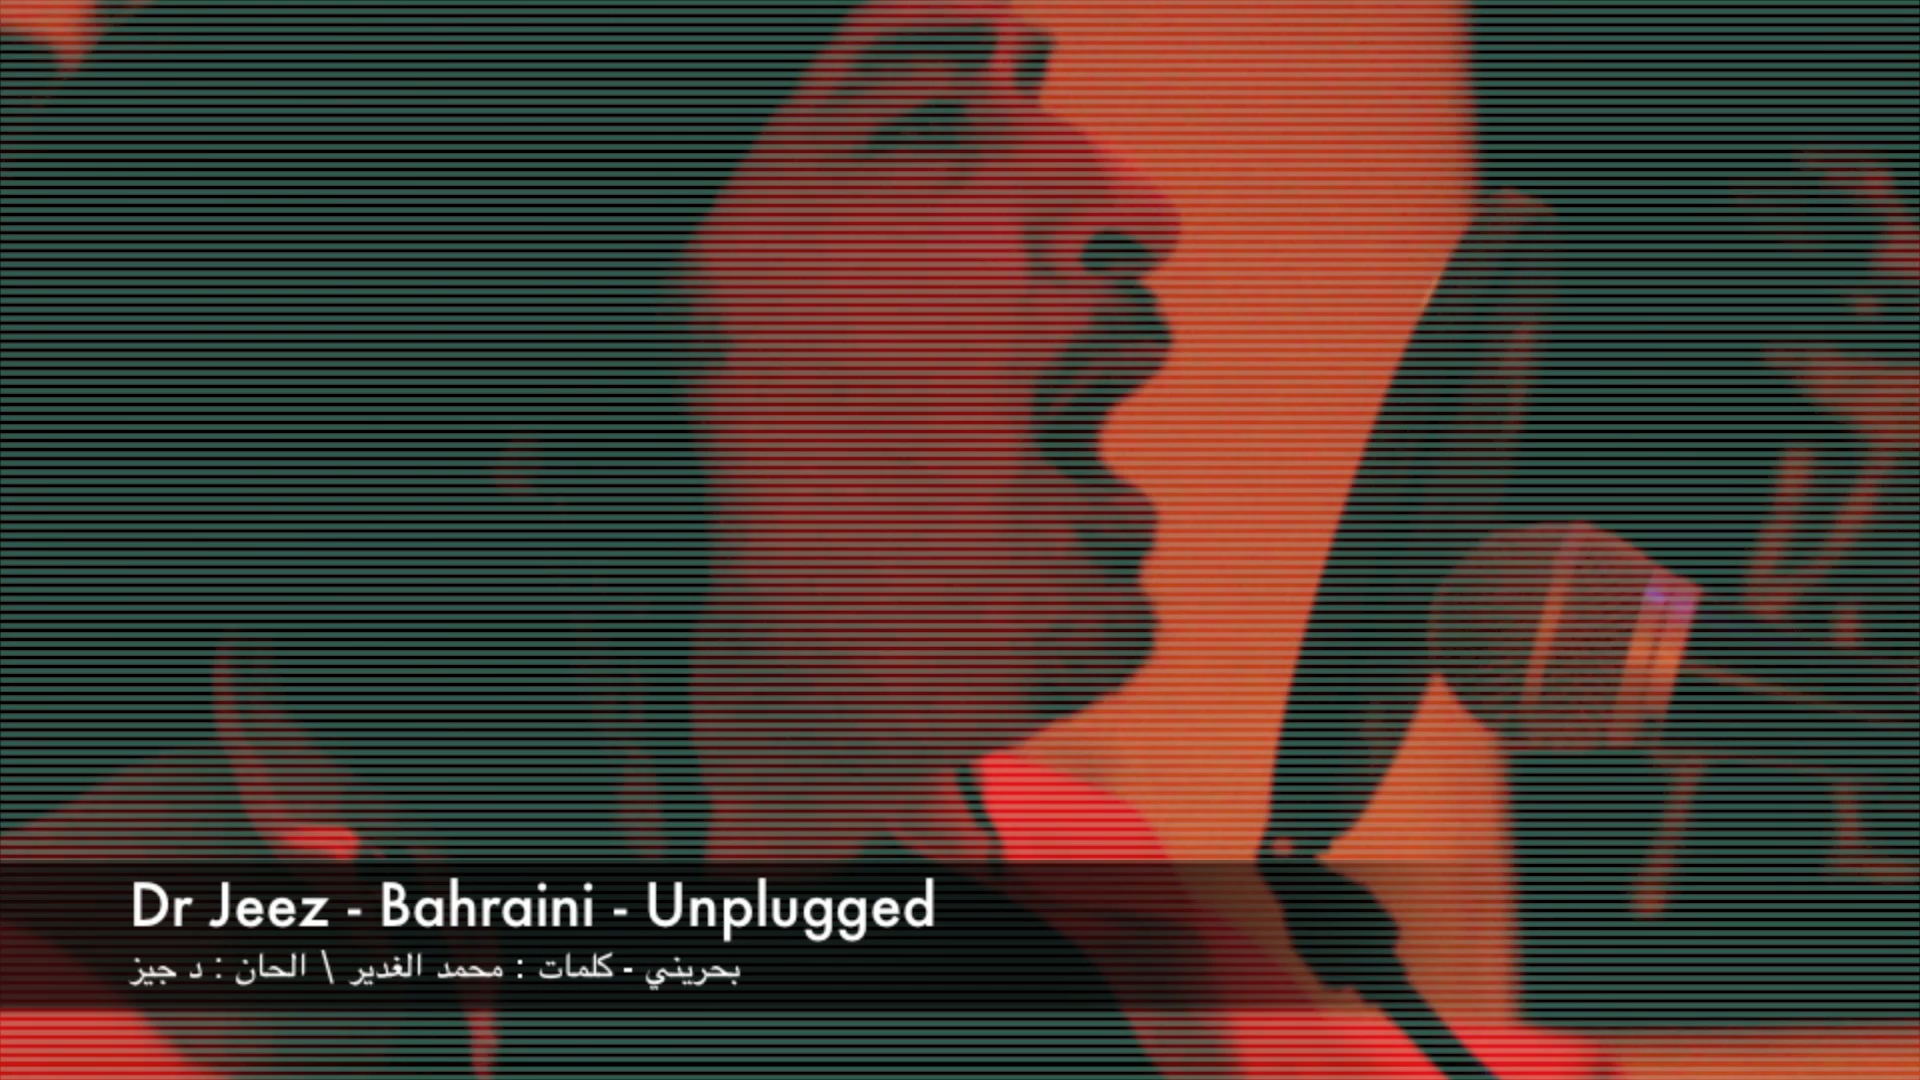 Dr Jeez - Bahraini - Unplugged
بحريني - كلمات : محمد الغدير \ الحان : د جيز